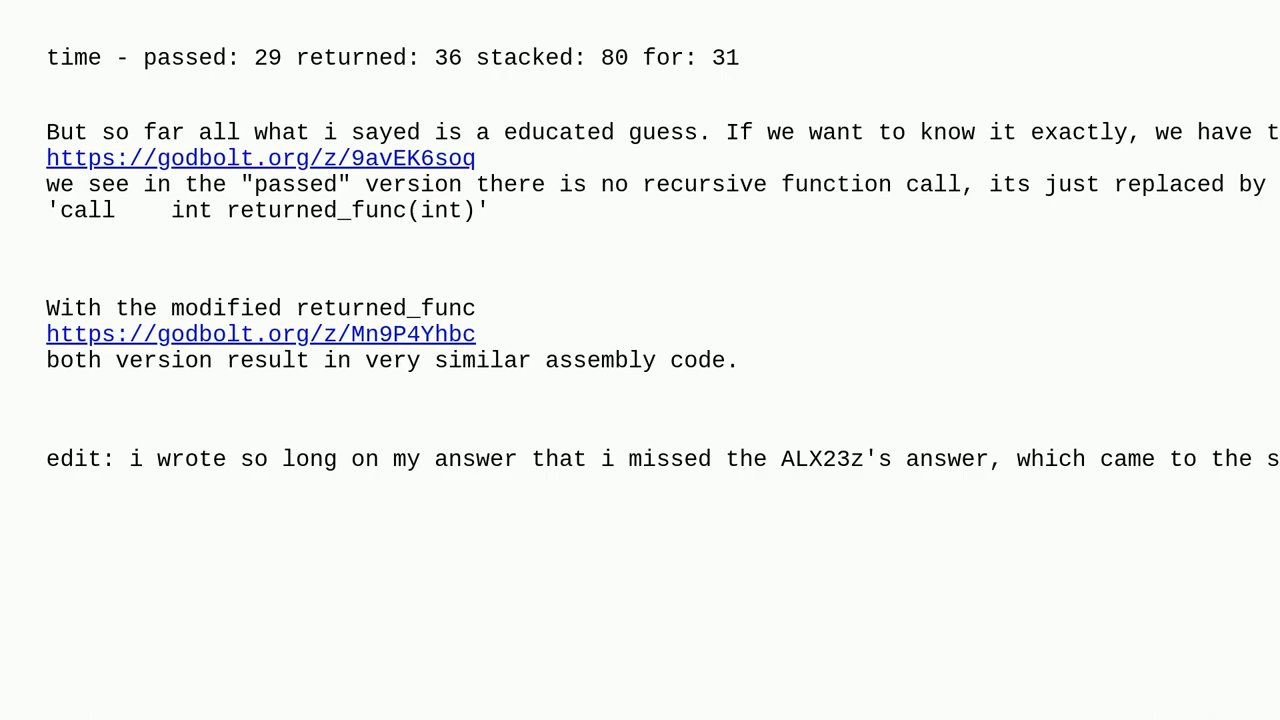 time - passed: 29 returned: 36 stacked: 80 for: 31
But so far all what i sayed is a educated guess. If we want to know it exactly, we have t
https://godbolt.org/z/9avEK6soq
we see in the "passed" version there is no recursive function call, its just replaced by
'call    int returned_func(int)'
With the modified returned_func
https://godbolt.org/z/Mn9P4Yhbc
both version result in very similar assembly code.
edit: i wrote so long on my answer that i missed the ALX23z's answer, which came to the s